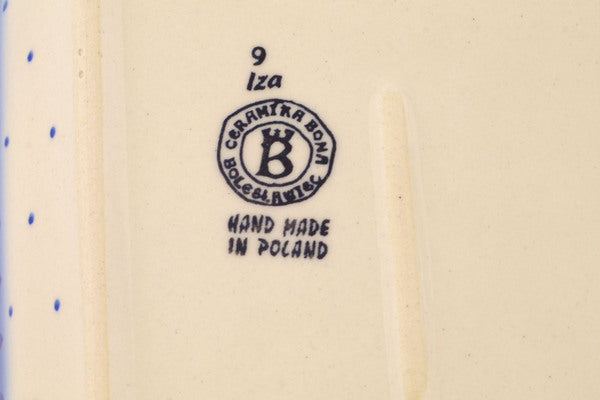 9
Iza
CERAMIKA BONA
B
BOLESŁAWIEC
HAND MADE
IN POLAND